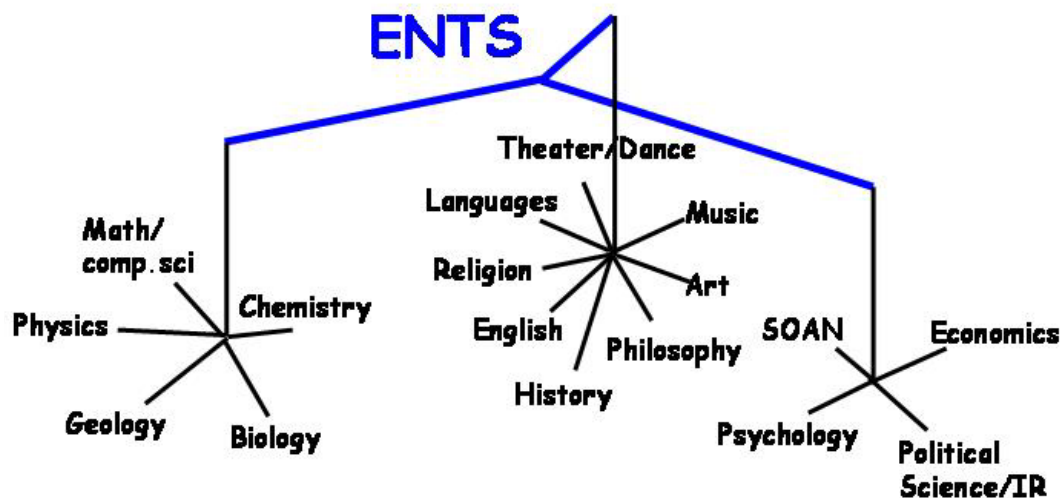 ENTS
Theater/Dance
Languages
Music
Math/
comp.sci
Religion
Art
Chemistry
Physics
English
Philosophy
SOAN
Economics
History
Geology
Biology
Psychology
Political
Science/IR